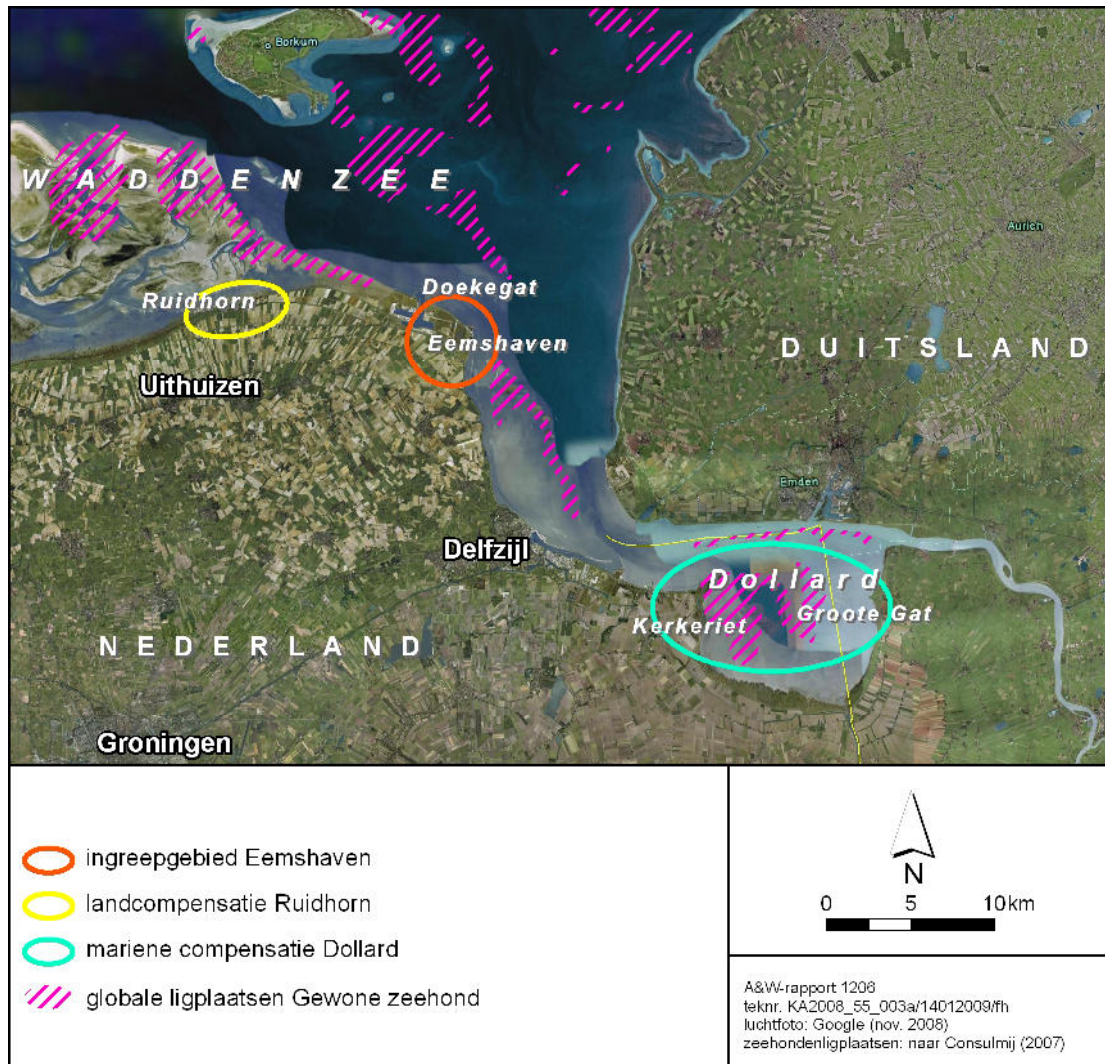 Borkum
W A D D E N Z E E
Aurich
Doekegat
Ruidhorn
Eemshaven
D U I T S L A N D
Uithuizen
Emden
Delfzijl
D o l l a r d
Kerkeriet
Groote Gat
N E D E R L A N D
Groningen
ingreepgebied Eemshaven
landcompensatie Ruidhorn
mariene compensatie Dollard
globale ligplaatsen Gewone zeehond
N
0 5 10km
A&W-rapport 1206
teknr. KA2008_55_003a/14012009/fh
luchtfoto: Google (nov. 2008)
zeehondenligplaatsen: naar Consulmij (2007)